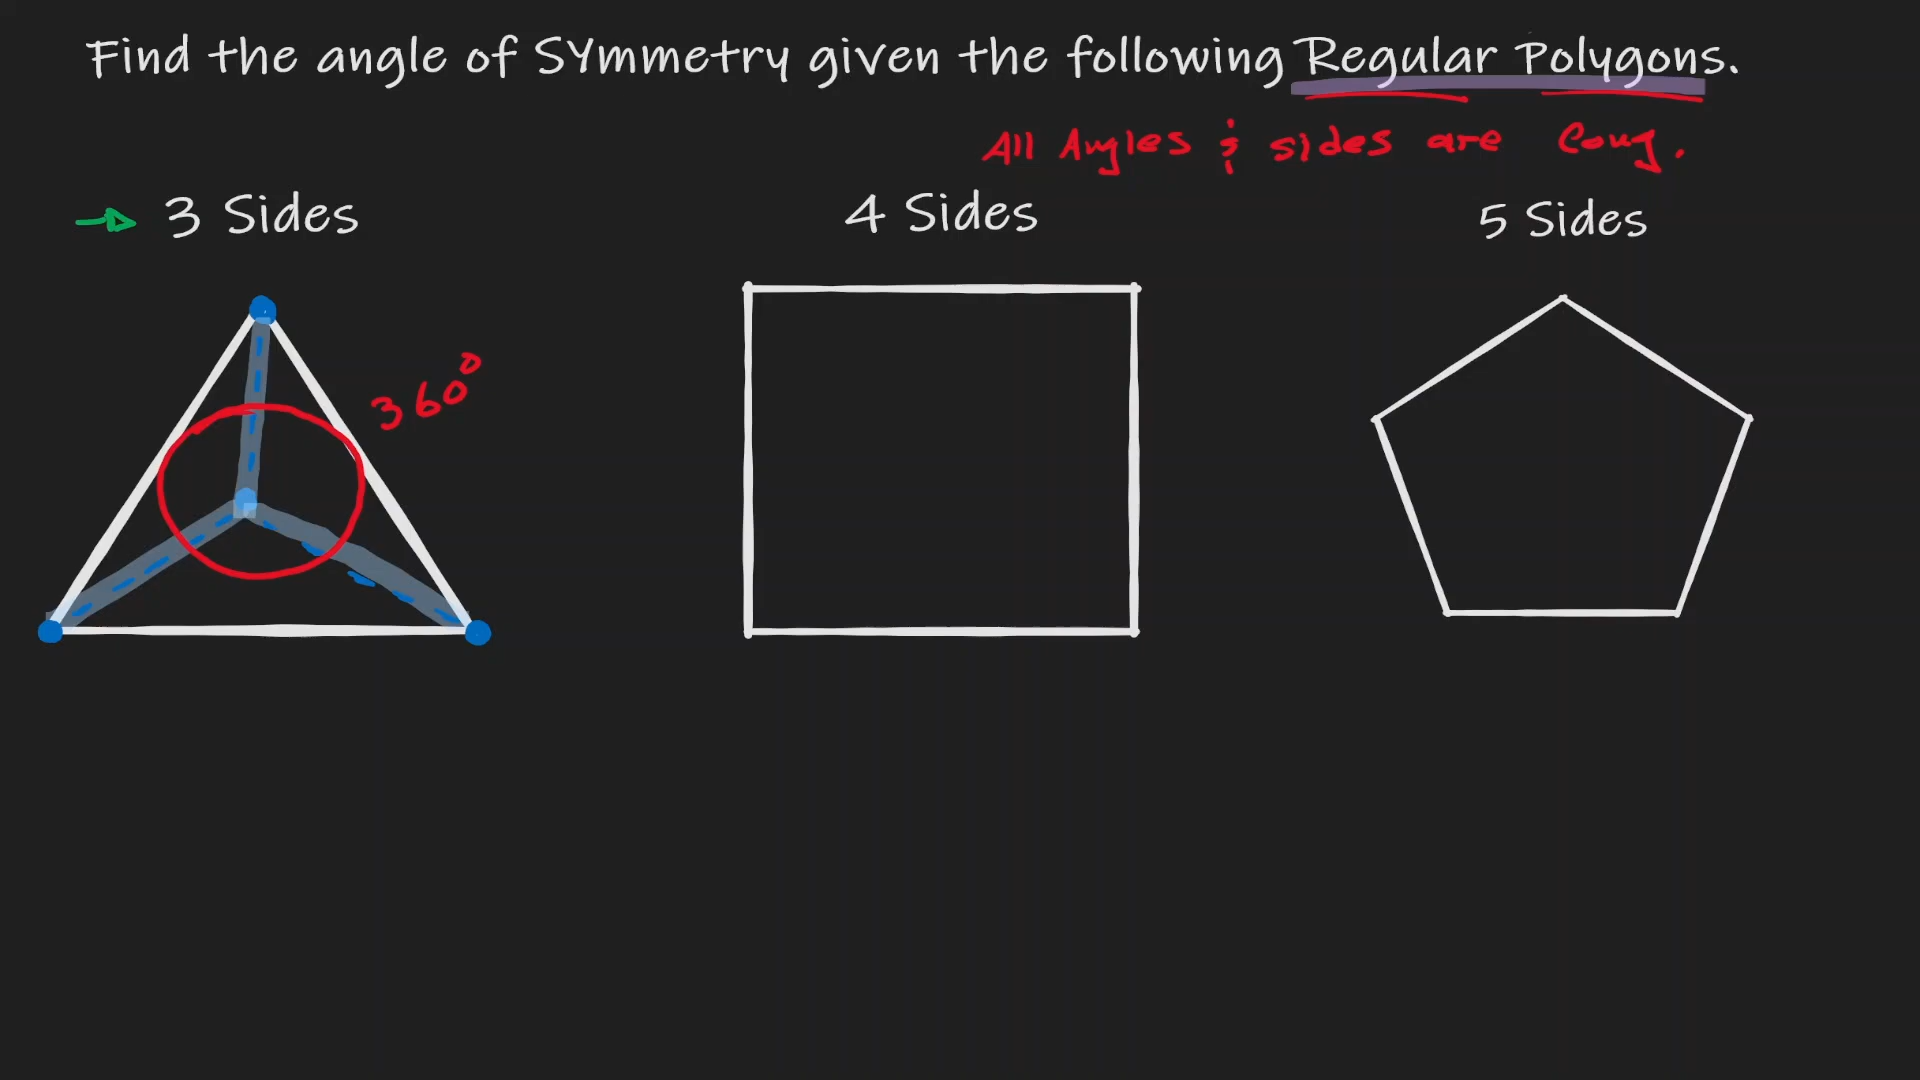 Find the angle of SYmmetry given the following Regular Polygons.
All Angles & sides are Cong.
3 Sides
4 Sides
5 Sides
360°